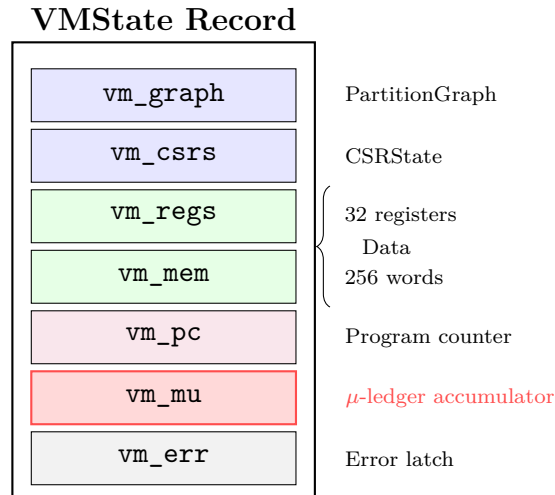 VMState Record
vm_graph PartitionGraph
vm_csrs CSRState
vm_regs 32 registers
Data
vm_mem 256 words
vm_pc Program counter
vm_mu μ-ledger accumulator
vm_err Error latch